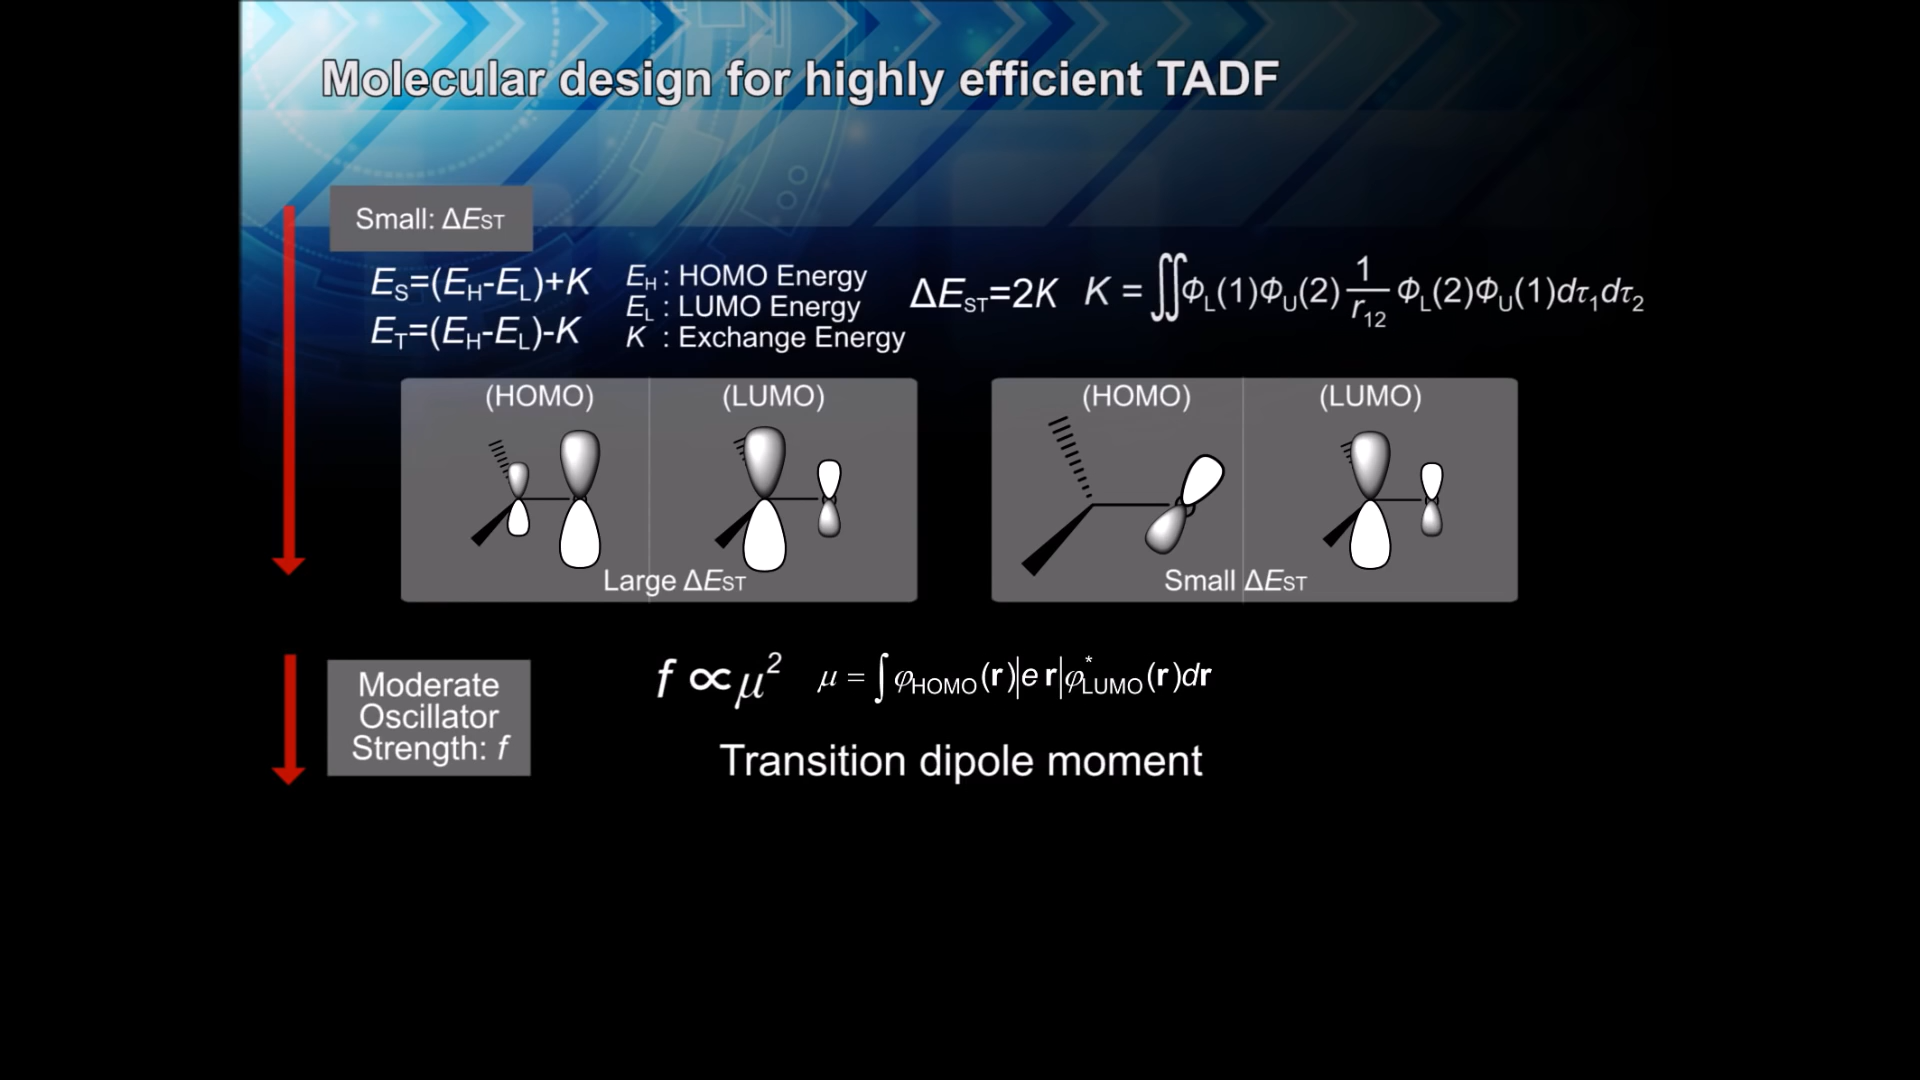 Molecular design for highly efficient TADF
Small: ΔEST
ES=(EH-EL)+K
ET=(EH-EL)-K
EH : HOMO Energy
EL : LUMO Energy
K : Exchange Energy
ΔEST=2K
K = ∬ΦL(1)ΦU(2) 1/r12 ΦL(2)ΦU(1)dτ1dτ2
(HOMO) (LUMO)
Large ΔEST
(HOMO) (LUMO)
Small ΔEST
Moderate
Oscillator
Strength: f
f ∝ μ²
μ = ∫ φHOMO(r)|e r|φ*LUMO(r)dr
Transition dipole moment